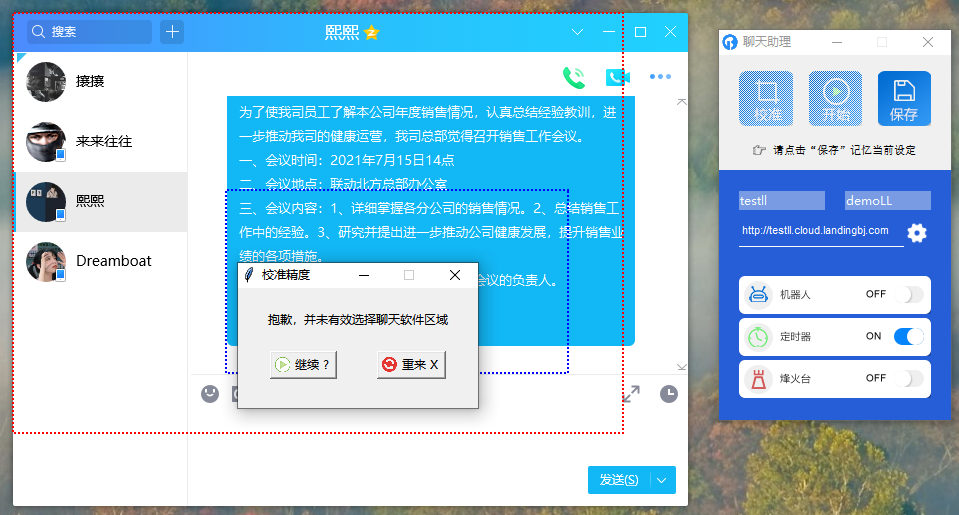 搜索
熙熙
攘攘
来来往往
熙熙
Dreamboat
为了使我司员工了解本公司年度销售情况，认真总结经验教训，进
一步推动我司的健康运营，我司总部觉得召开销售工作会议。
一、会议时间：2021年7月15日14点
二、会议地点：联动北方总部办公室
三、会议内容：1、详细掌握各分公司的销售情况。2、总结销售工
作中的经验。3、研究并提出进一步推动公司健康发展，提升销售业
绩的各项措施。
会议的负责人。
校准精度
抱歉，并未有效选择聊天软件区域
继续 ?
重来 X
发送(S)
聊天助理
校准
开始
保存
请点击“保存”记忆当前设定
testll
demoLL
http://testll.cloud.landingbj.com
机器人
OFF
定时器
ON
烽火台
OFF